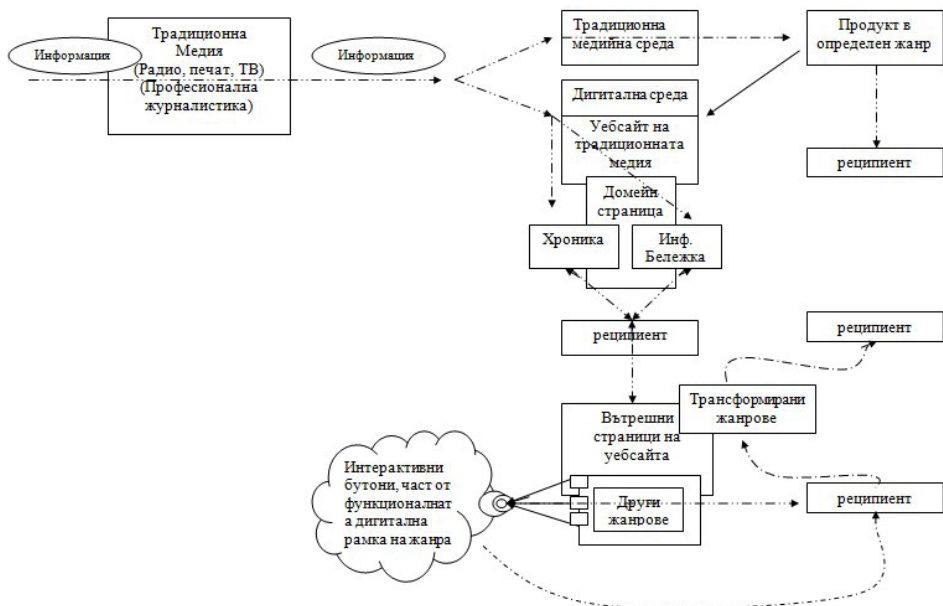 Информация
Традиционна
Медия
(Радио, печат, ТВ)
(Професионална
журналистика)
Информация
Традиционна
медийна среда
Продукт в
определен жанр
Дигитална среда
Уебсайт на
традиционната
медия
реципиент
Домейн
страница
Хроника
Инф.
Бележка
реципиент
реципиент
Трансформирани
жанрове
Вътрешни
страници на
уебсайта
Интерактивни
бутони, част от
функционалнат
а дигитална
рамка на жанра
Други
жанрове
реципиент